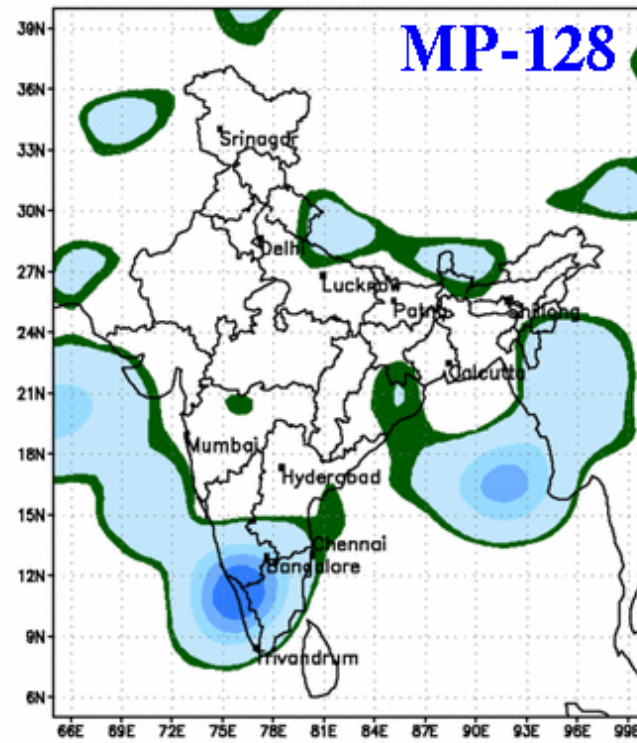 MP-128
39N
36N
Srinagar
33N
30N
Delhi
27N
Lucknow
Patna
Shillong
24N
Calcutta
21N
Mumbai
18N
Hyderabad
15N
Chennai
Bangalore
12N
9N
Trivandrum
6N
66E 69E 72E 75E 78E 81E 84E 87E 90E 93E 96E 99E